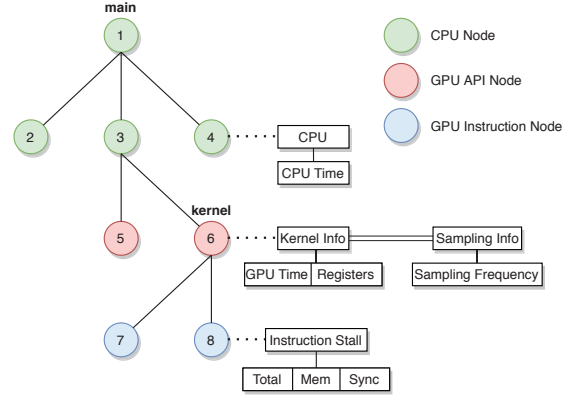 main
1
CPU Node
GPU API Node
GPU Instruction Node
2
3
4
CPU
CPU Time
kernel
5
6
Kernel Info
Sampling Info
GPU Time
Registers
Sampling Frequency
7
8
Instruction Stall
Total
Mem
Sync